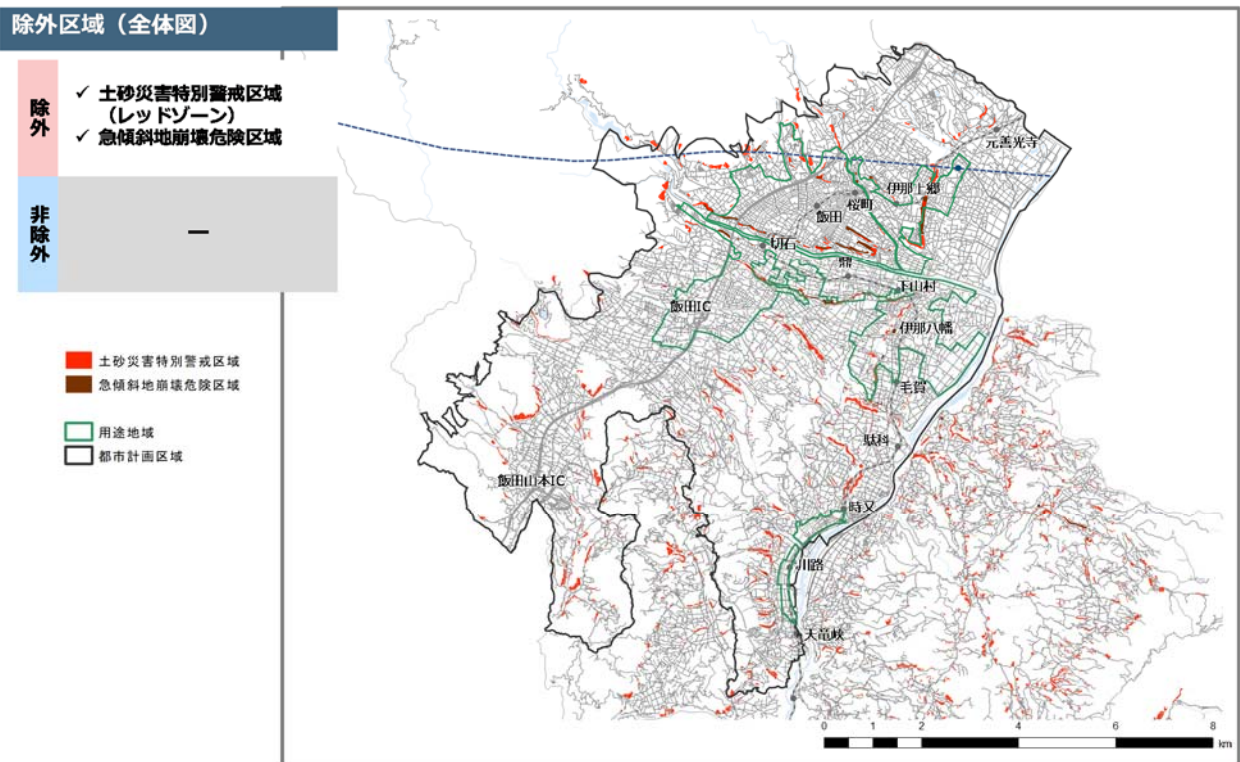 除外区域（全体図）
除外
✓ 土砂災害特別警戒区域
（レッドゾーン）
✓ 急傾斜地崩壊危険区域
非除外
ー
土砂災害特別警戒区域
急傾斜地崩壊危険区域
用途地域
都市計画区域
元善光寺
伊那上郷
桜町
飯田
切石
鼎
下山村
飯田IC
伊那八幡
毛賀
駄科
飯田山本IC
時又
川路
天竜峡
0 1 2 4 6 8
km